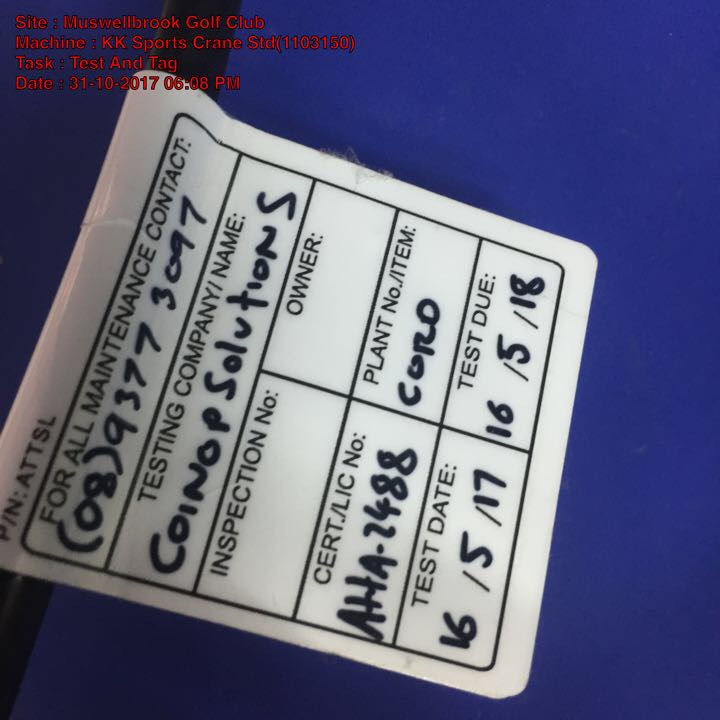 Site : Muswellbrook Golf Club
Machine : KK Sports Crane Std(1103150)
Task : Test And Tag
Date : 31-10-2017 06:08 PM
P/N: ATTSL
FOR ALL MAINTENANCE CONTACT:
(08) 9377 3097
TESTING COMPANY/ NAME:
COINOP SOLUTIONS
INSPECTION No:
OWNER:
CERT./LIC No:
AHA-2488
PLANT No./ITEM:
CORD
TEST DATE:
16/5/17
TEST DUE:
16/5/18